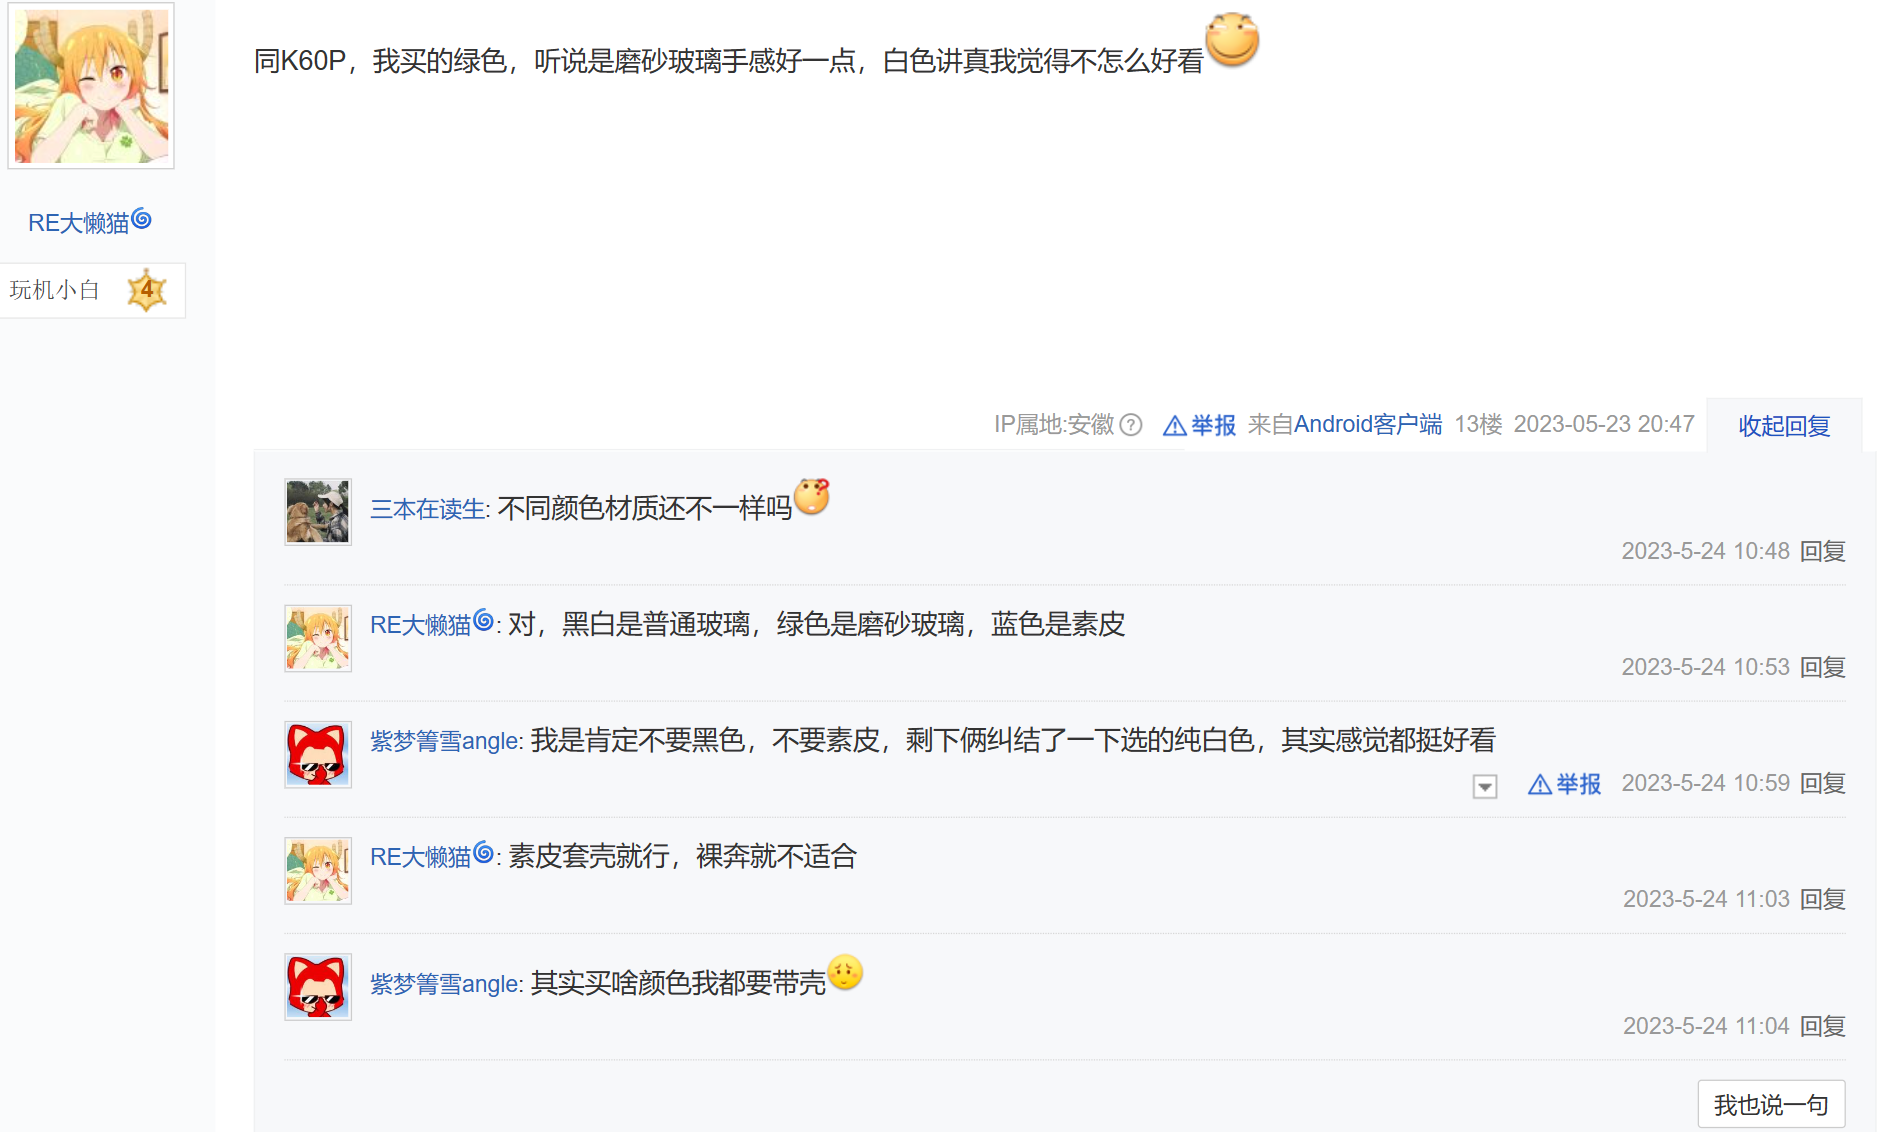 同K60P，我买的绿色，听说是磨砂玻璃手感好一点，白色讲真我觉得不怎么好看
RE大懒猫
玩机小白 4
IP属地:安徽 ? 举报 来自Android客户端 13楼 2023-05-23 20:47 收起回复
三本在读生: 不同颜色材质还不一样吗
2023-5-24 10:48 回复
RE大懒猫: 对，黑白是普通玻璃，绿色是磨砂玻璃，蓝色是素皮
2023-5-24 10:53 回复
紫梦箐雪angle: 我是肯定不要黑色，不要素皮，剩下俩纠结了一下选的纯白色，其实感觉都挺好看
举报 2023-5-24 10:59 回复
RE大懒猫: 素皮套壳就行，裸奔就不适合
2023-5-24 11:03 回复
紫梦箐雪angle: 其实买啥颜色我都要带壳
2023-5-24 11:04 回复
我也说一句